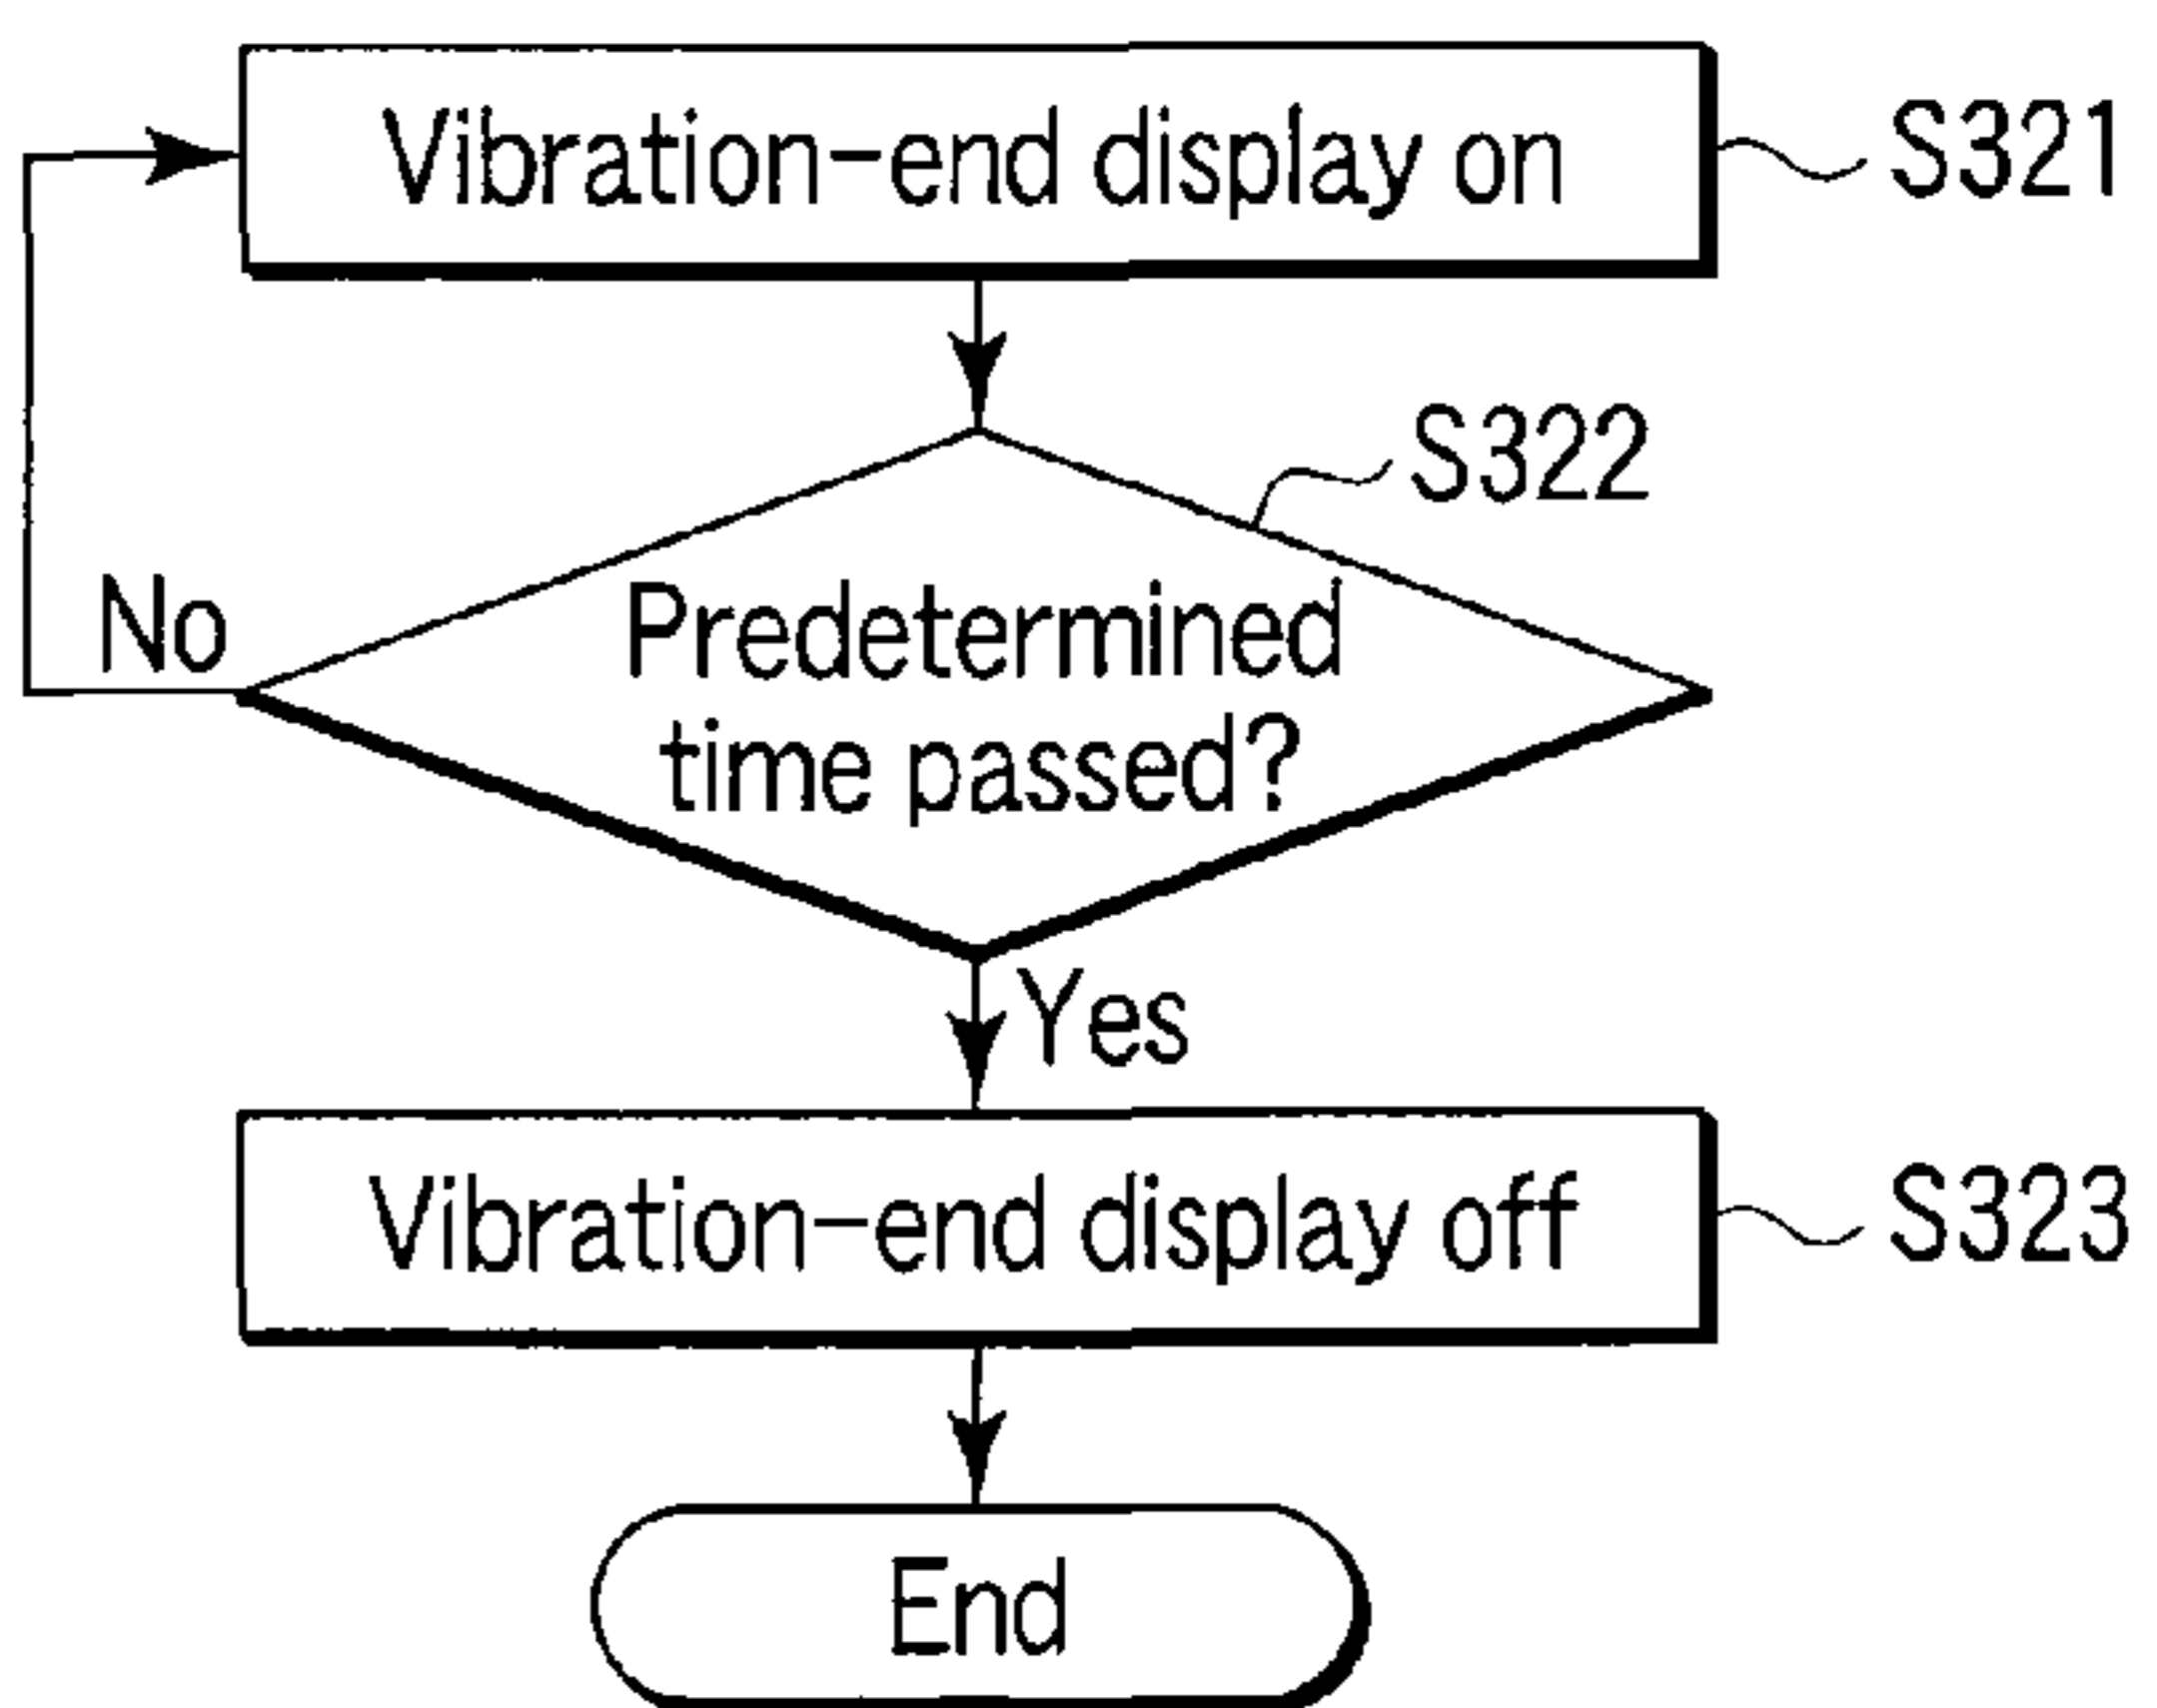 Vibration-end display on
S321
S322
No
Predetermined
time passed?
Yes
Vibration-end display off
S323
End